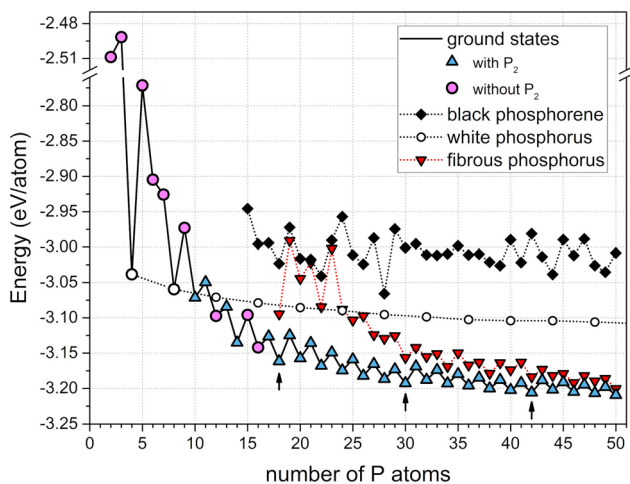 -2.48
-2.51
-2.80
-2.85
-2.90
-2.95
-3.00
-3.05
-3.10
-3.15
-3.20
-3.25
Energy (eV/atom)
ground states
with P₂
without P₂
black phosphorene
white phosphorus
fibrous phosphorus
0 5 10 15 20 25 30 35 40 45 50
number of P atoms